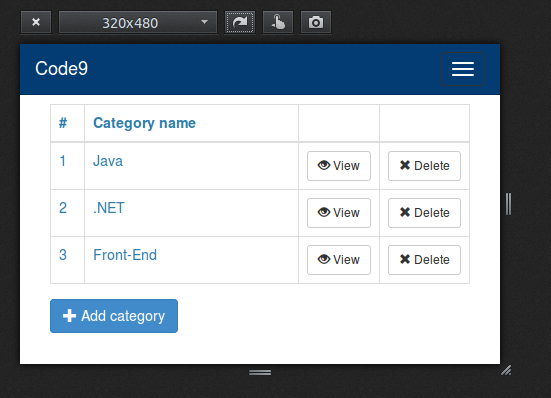 320x480
Code9
# Category name
1 Java View Delete
2 .NET View Delete
3 Front-End View Delete
Add category